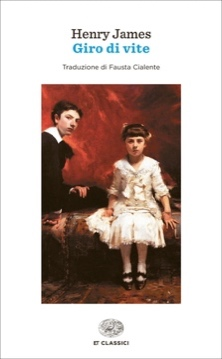 Henry James
Giro di vite
Traduzione di Fausta Cialente
ET CLASSICI